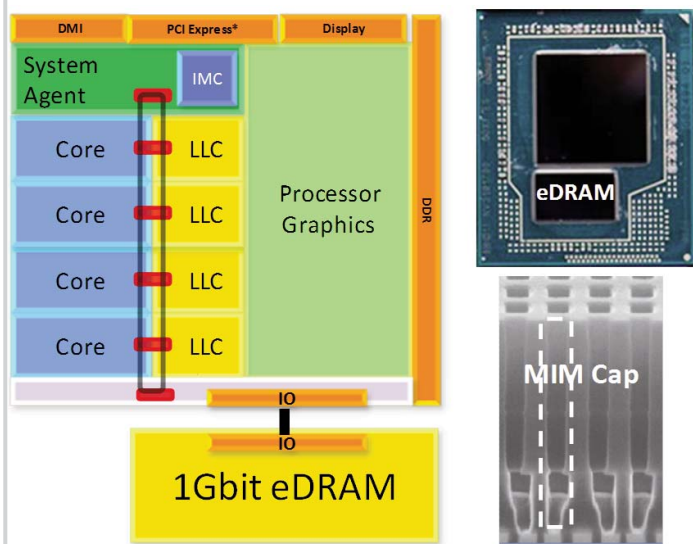 DMI
PCI Express*
Display
System
Agent
IMC
Core
LLC
Core
LLC
Core
LLC
Core
LLC
Processor
Graphics
DDR
IO
IO
1Gbit eDRAM
eDRAM
MIM Cap